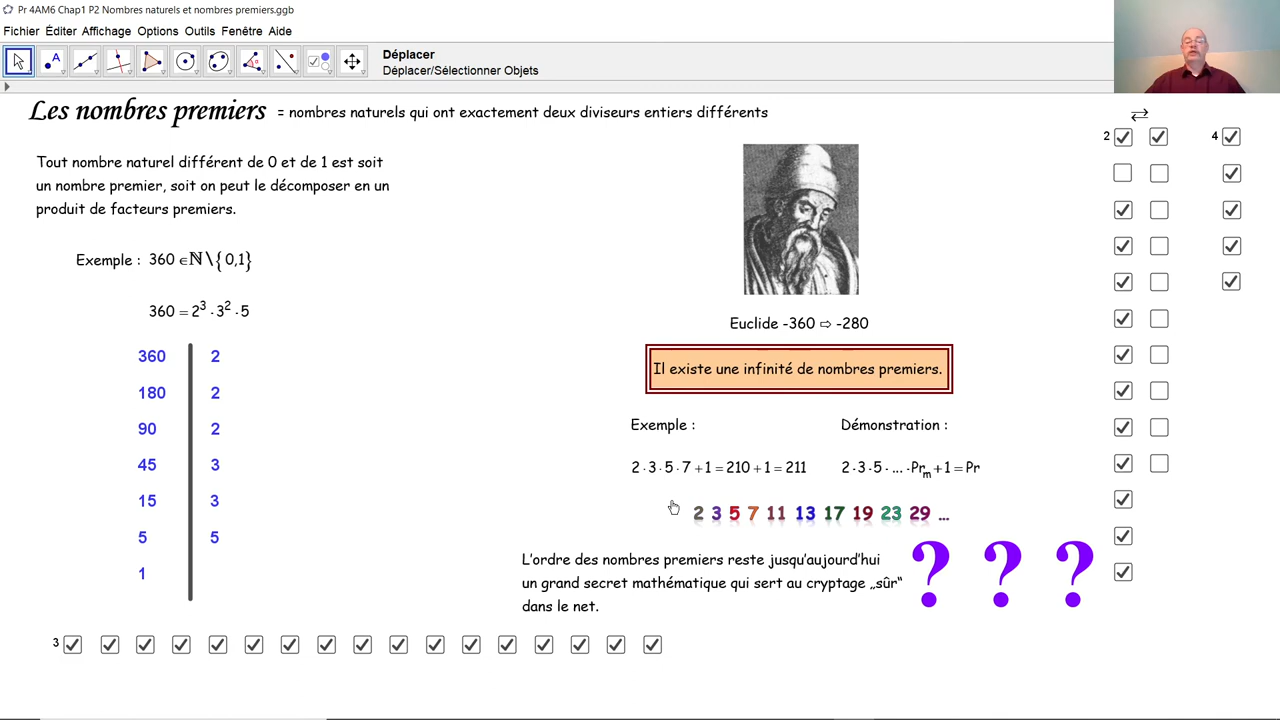 Pr 4AM6 Chap1 P2 Nombres naturels et nombres premiers.ggb
Fichier Éditer Affichage Options Outils Fenêtre Aide
A
Déplacer
Déplacer/Sélectionner Objets
Les nombres premiers = nombres naturels qui ont exactement deux diviseurs entiers différents
Tout nombre naturel différent de 0 et de 1 est soit
un nombre premier, soit on peut le décomposer en un
produit de facteurs premiers.
Exemple : 360 ∈ ℕ \ { 0,1}
360 = 2³ · 3² · 5
360 2
180 2
90 2
45 3
15 3
5 5
1
Euclide -360 ⇨ -280
Il existe une infinité de nombres premiers.
Exemple : Démonstration :
2 · 3 · 5 · 7 + 1 = 210 + 1 = 211 2 · 3 · 5 · ... · Prₘ + 1 = Pr
2 3 5 7 11 13 17 19 23 29 ...
L'ordre des nombres premiers reste jusqu'aujourd'hui
un grand secret mathématique qui sert au cryptage „sûr“
dans le net.
? ? ?
⇄
2 4
3